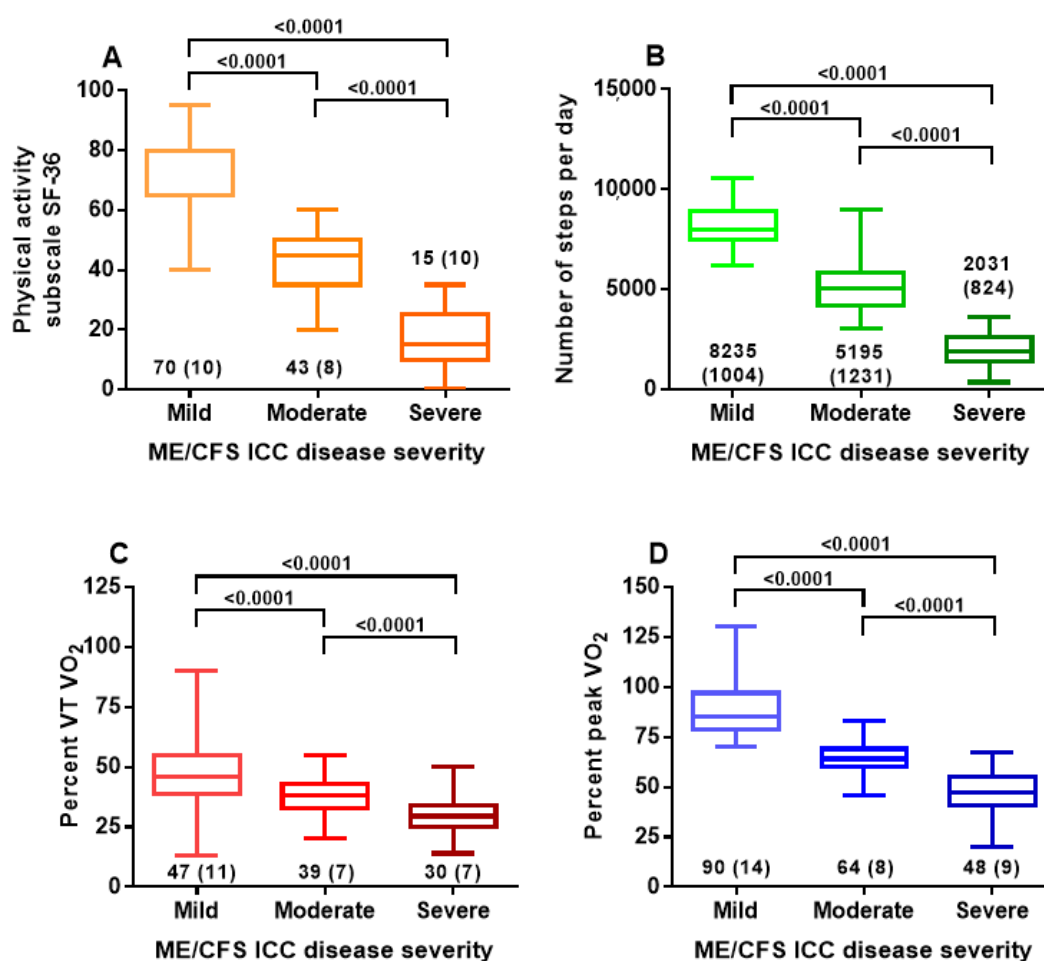 A
<0.0001
<0.0001
<0.0001
Physical activity
subscale SF-36
100
80
60
40
20
0
70 (10)
43 (8)
15 (10)
Mild
Moderate
Severe
ME/CFS ICC disease severity
B
<0.0001
<0.0001
<0.0001
Number of steps per day
15000
10000
5000
0
8235
(1004)
5195
(1231)
2031
(824)
Mild
Moderate
Severe
ME/CFS ICC disease severity
C
<0.0001
<0.0001
<0.0001
Percent VT VO₂
125
100
75
50
25
0
47 (11)
39 (7)
30 (7)
Mild
Moderate
Severe
ME/CFS ICC disease severity
D
<0.0001
<0.0001
<0.0001
Percent peak VO₂
150
125
100
75
50
25
0
90 (14)
64 (8)
48 (9)
Mild
Moderate
Severe
ME/CFS ICC disease severity